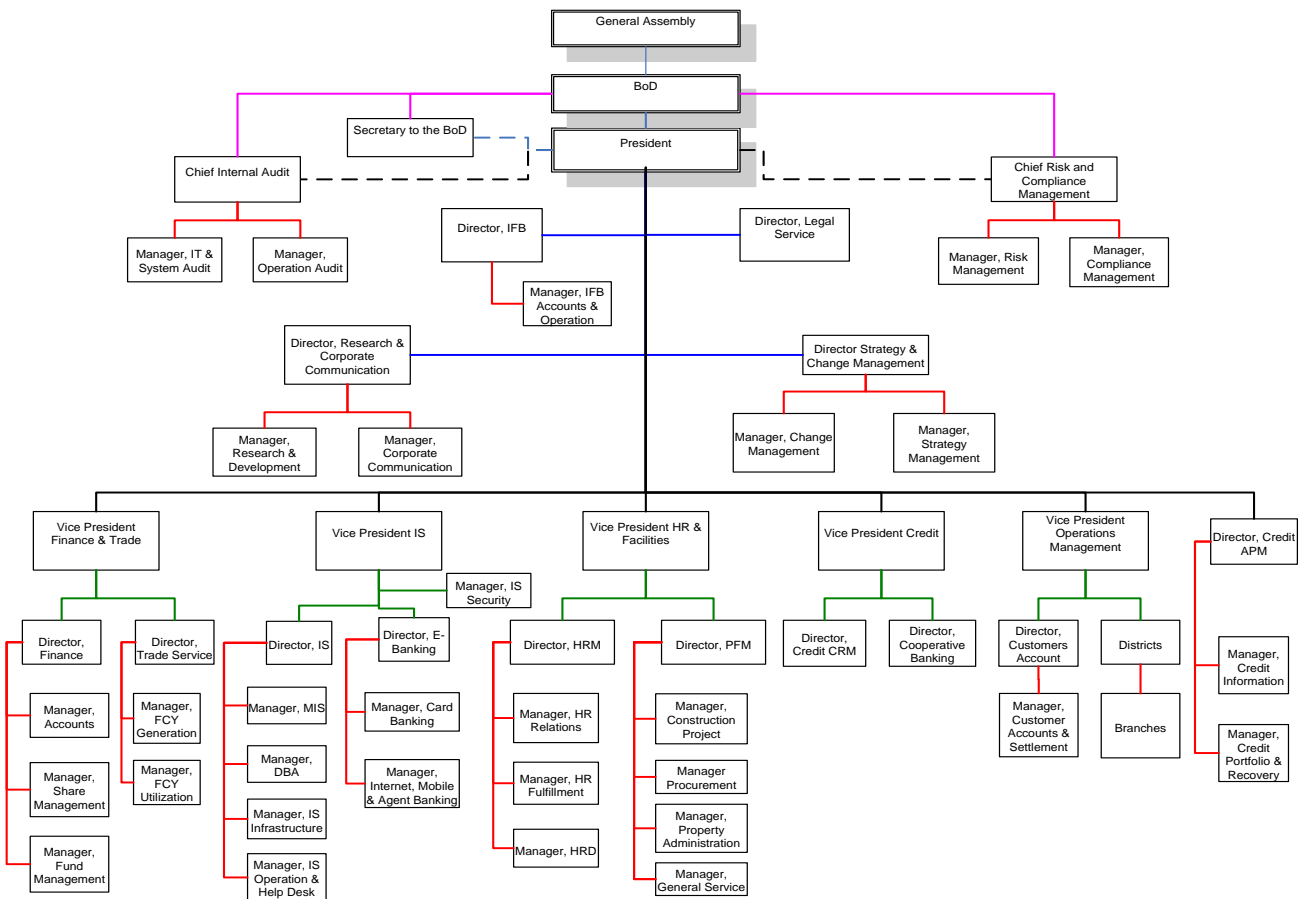 General Assembly
BoD
Secretary to the BoD
President
Chief Internal Audit
Chief Risk and
Compliance
Management
Director, IFB
Director, Legal
Service
Manager, IT &
System Audit
Manager,
Operation Audit
Manager, Risk
Management
Manager,
Compliance
Management
Manager, IFB
Accounts &
Operation
Director, Research &
Corporate
Communication
Director Strategy &
Change Management
Manager,
Research &
Development
Manager,
Corporate
Communication
Manager, Change
Management
Manager,
Strategy
Management
Vice President
Finance & Trade
Vice President IS
Vice President HR &
Facilities
Vice President Credit
Vice President
Operations
Management
Director, Credit
APM
Manager, IS
Security
Director,
Finance
Director,
Trade Service
Director, IS
Director, E-
Banking
Director, HRM
Director, PFM
Director,
Credit CRM
Director,
Cooperative
Banking
Director,
Customers
Account
Districts
Manager,
Credit
Information
Manager,
Accounts
Manager,
FCY
Generation
Manager, MIS
Manager, Card
Banking
Manager, HR
Relations
Manager,
Construction
Project
Manager,
Customer
Accounts &
Settlement
Branches
Manager,
Credit
Portfolio &
Recovery
Manager,
Share
Management
Manager,
FCY
Utilization
Manager,
DBA
Manager,
Internet, Mobile
& Agent Banking
Manager, HR
Fulfillment
Manager
Procurement
Manager, IS
Infrastructure
Manager,
Property
Administration
Manager,
Fund
Management
Manager, IS
Operation &
Help Desk
Manager, HRD
Manager,
General Service